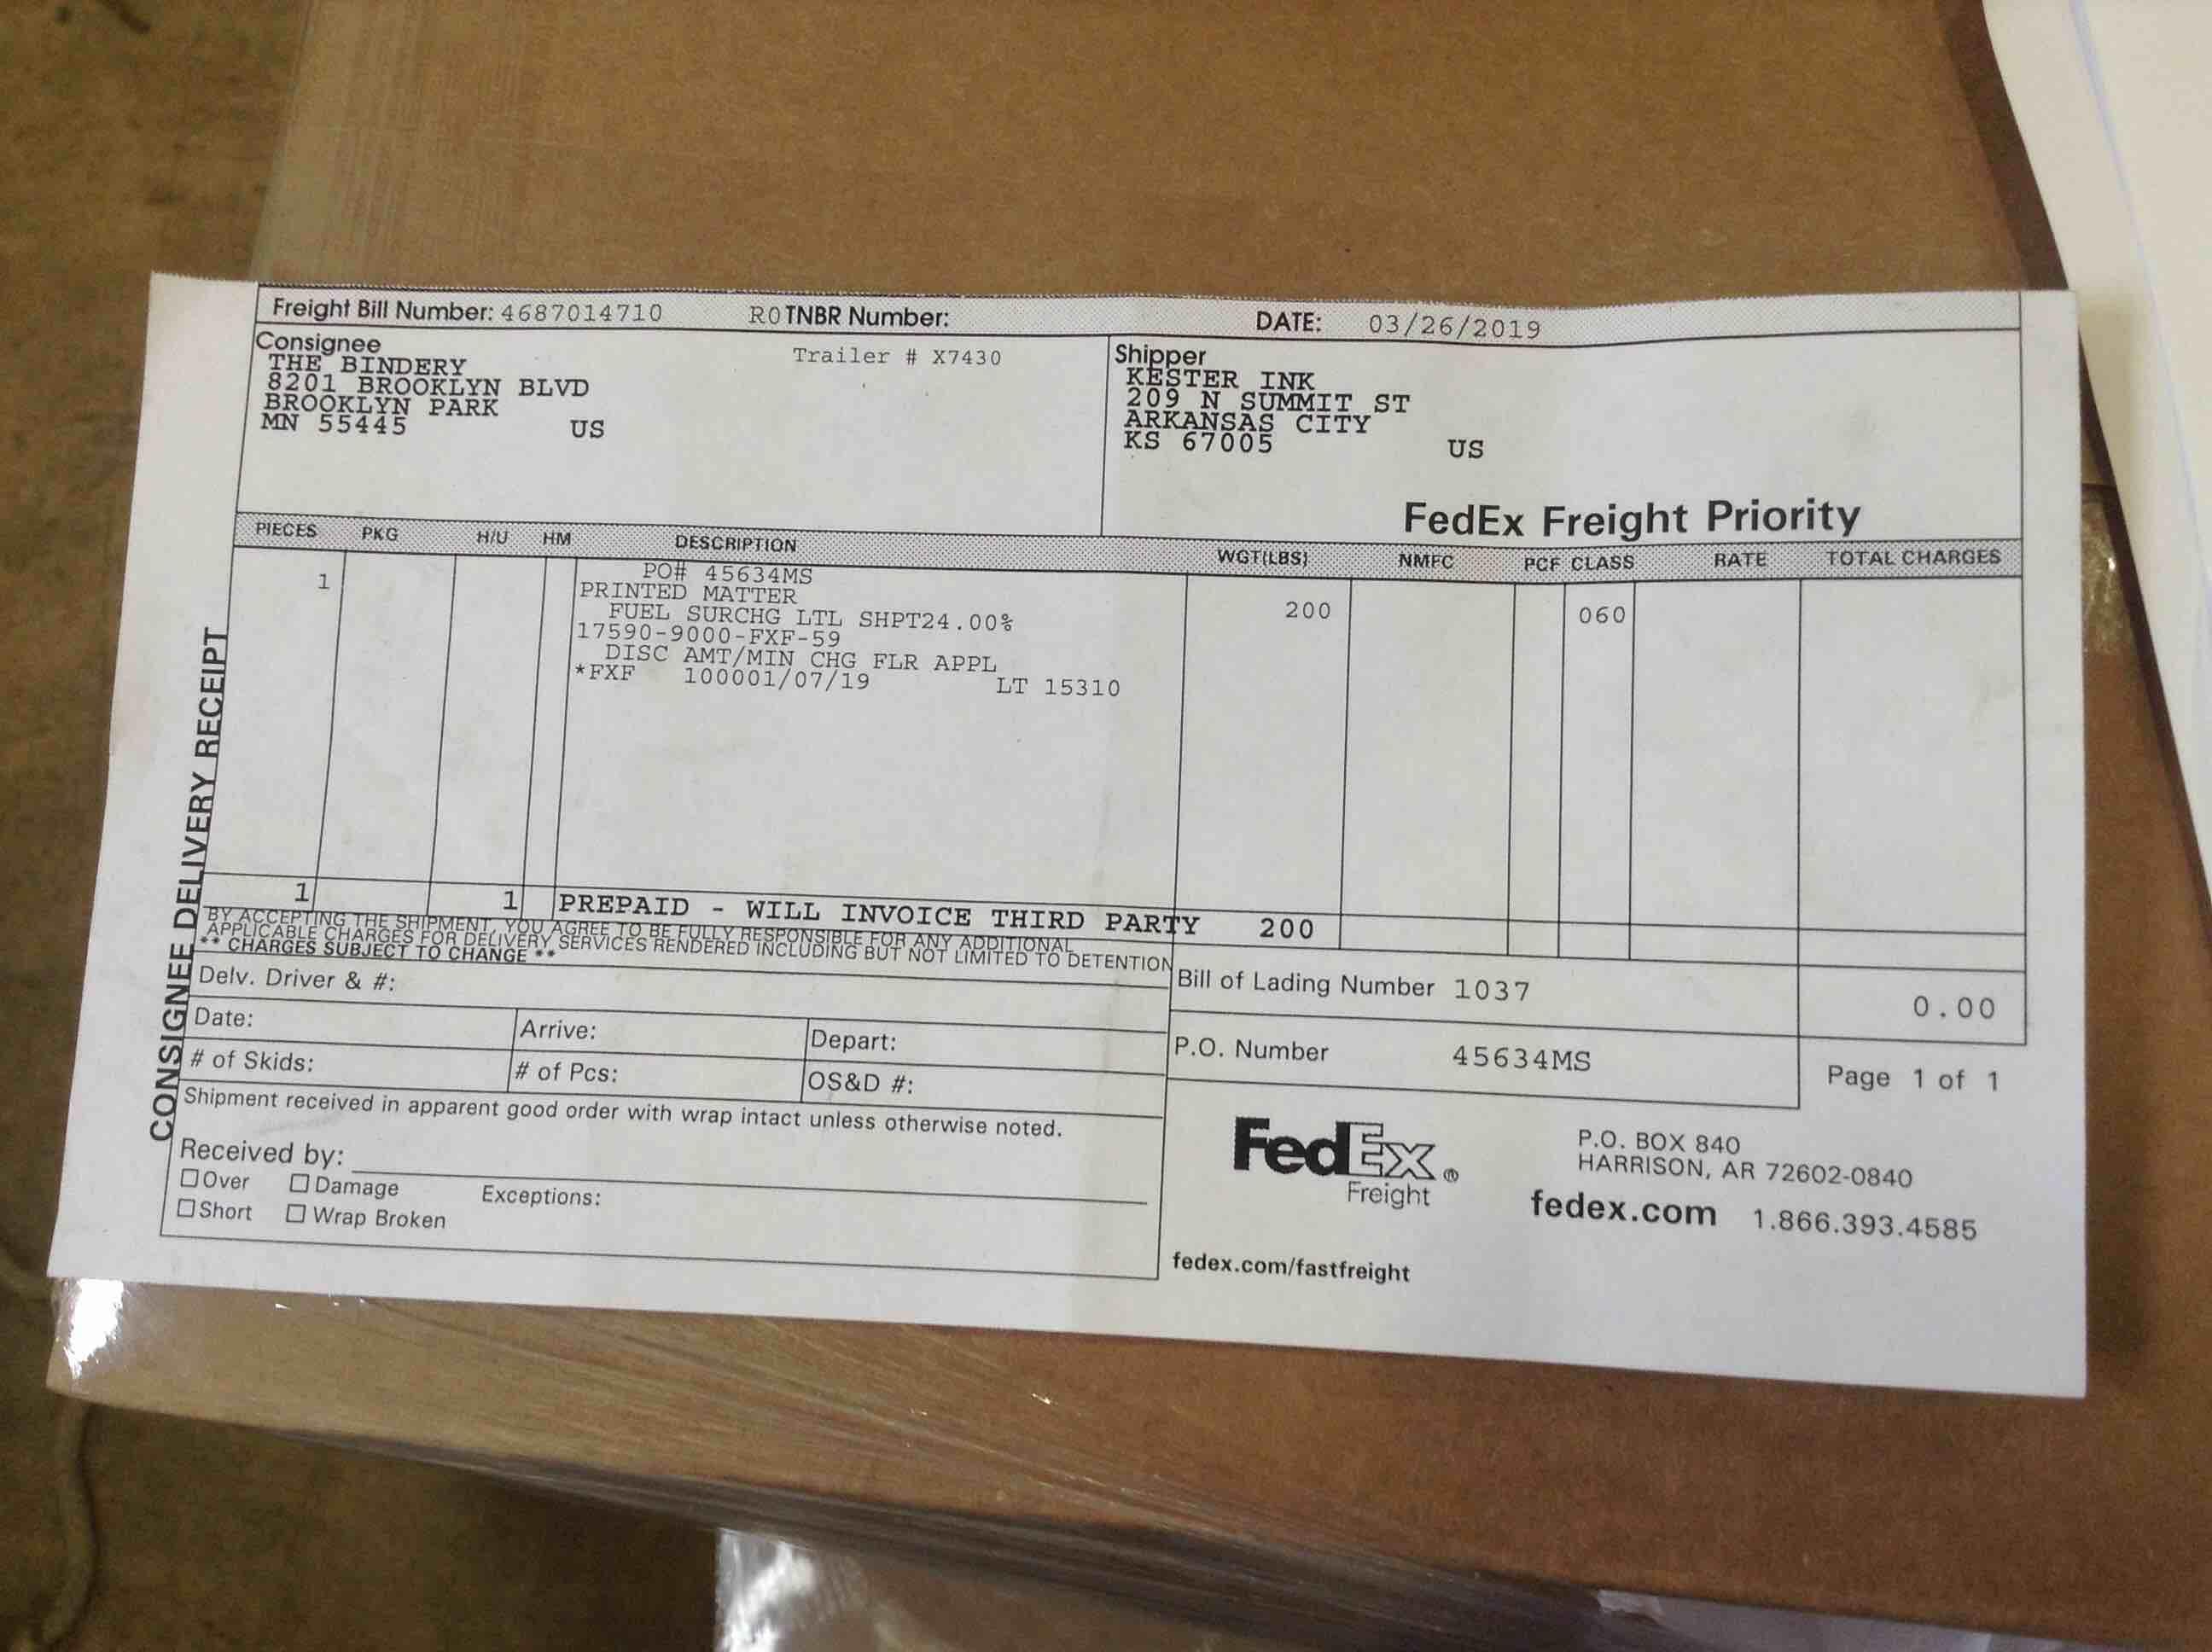 Freight Bill Number: 4687014710 ROTNBR Number: DATE: 03/26/2019
Consignee
THE BINDERY
8201 BROOKLYN BLVD
BROOKLYN PARK
MN 55445 US
Trailer # X7430
Shipper
KESTER INK
209 N SUMMIT ST
ARKANSAS CITY
KS 67005 US
FedEx Freight Priority
PIECES PKG H/U HM DESCRIPTION WGT(LBS) NMFC PCF CLASS RATE TOTAL CHARGES
1 PO# 45634MS
PRINTED MATTER 200 060
FUEL SURCHG LTL SHPT24.00%
17590-9000-FXF-59
DISC AMT/MIN CHG FLR APPL
*FXF 100001/07/19 LT 15310
1 1 PREPAID - WILL INVOICE THIRD PARTY 200
BY ACCEPTING THE SHIPMENT, YOU AGREE TO BE FULLY RESPONSIBLE FOR ANY ADDITIONAL
APPLICABLE CHARGES FOR DELIVERY SERVICES RENDERED INCLUDING BUT NOT LIMITED TO DETENTION
** CHARGES SUBJECT TO CHANGE **
Delv. Driver & #:
Date: Arrive: Depart:
# of Skids: # of Pcs: OS&D #:
Shipment received in apparent good order with wrap intact unless otherwise noted.
Received by:
Over Damage Exceptions:
Short Wrap Broken
CONSIGNEE DELIVERY RECEIPT
Bill of Lading Number 1037 0.00
P.O. Number 45634MS
Page 1 of 1
FedEx®
Freight
P.O. BOX 840
HARRISON, AR 72602-0840
fedex.com 1.866.393.4585
fedex.com/fastfreight